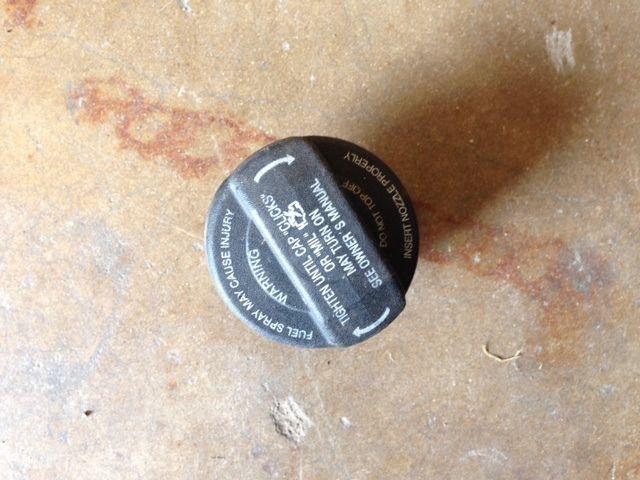 WARNING
FUEL SPRAY MAY CAUSE INJURY
TIGHTEN UNTIL CAP "CLICKS"
OR "MIL"
MAY TURN ON
SEE OWNER'S MANUAL
DO NOT TOP OFF
INSERT NOZZLE PROPERLY